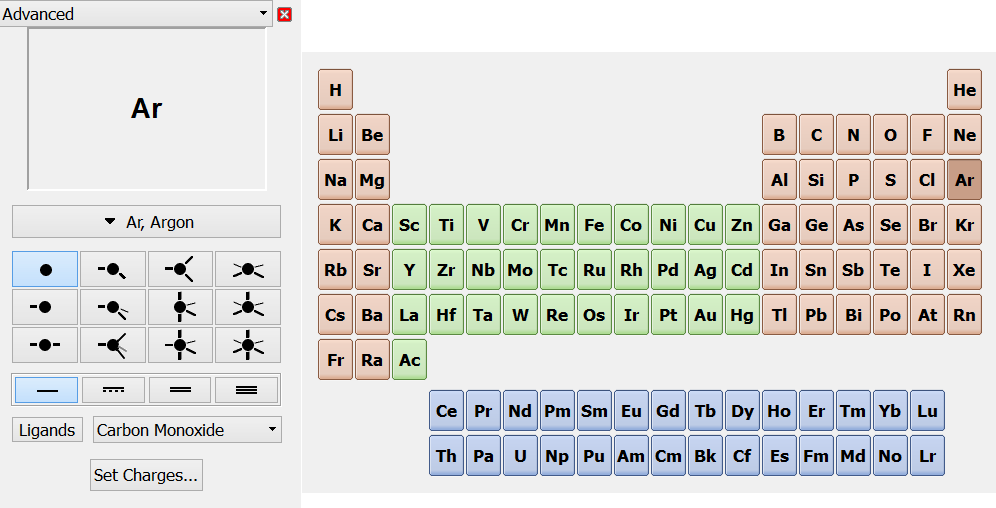 Advanced
Ar
Ar, Argon
Ligands
Carbon Monoxide
Set Charges...
H He
Li Be B C N O F Ne
Na Mg Al Si P S Cl Ar
K Ca Sc Ti V Cr Mn Fe Co Ni Cu Zn Ga Ge As Se Br Kr
Rb Sr Y Zr Nb Mo Tc Ru Rh Pd Ag Cd In Sn Sb Te I Xe
Cs Ba La Hf Ta W Re Os Ir Pt Au Hg Tl Pb Bi Po At Rn
Fr Ra Ac
Ce Pr Nd Pm Sm Eu Gd Tb Dy Ho Er Tm Yb Lu
Th Pa U Np Pu Am Cm Bk Cf Es Fm Md No Lr